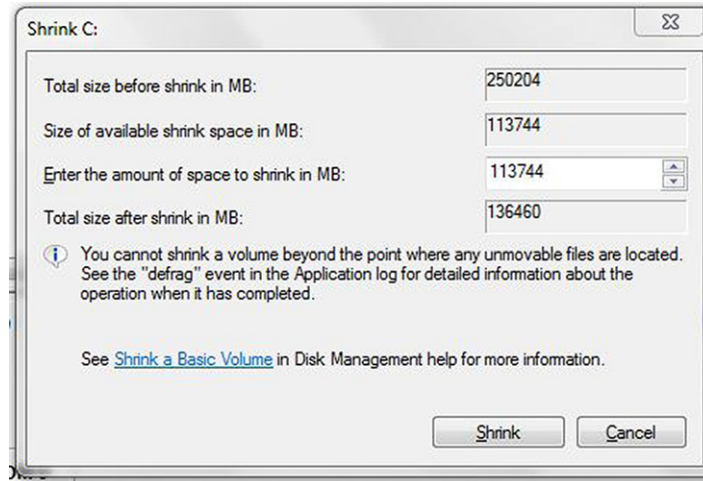 Shrink C:
Total size before shrink in MB: 250204
Size of available shrink space in MB: 113744
Enter the amount of space to shrink in MB: 113744
Total size after shrink in MB: 136460
You cannot shrink a volume beyond the point where any unmovable files are located.
See the "defrag" event in the Application log for detailed information about the
operation when it has completed.
See Shrink a Basic Volume in Disk Management help for more information.
Shrink Cancel